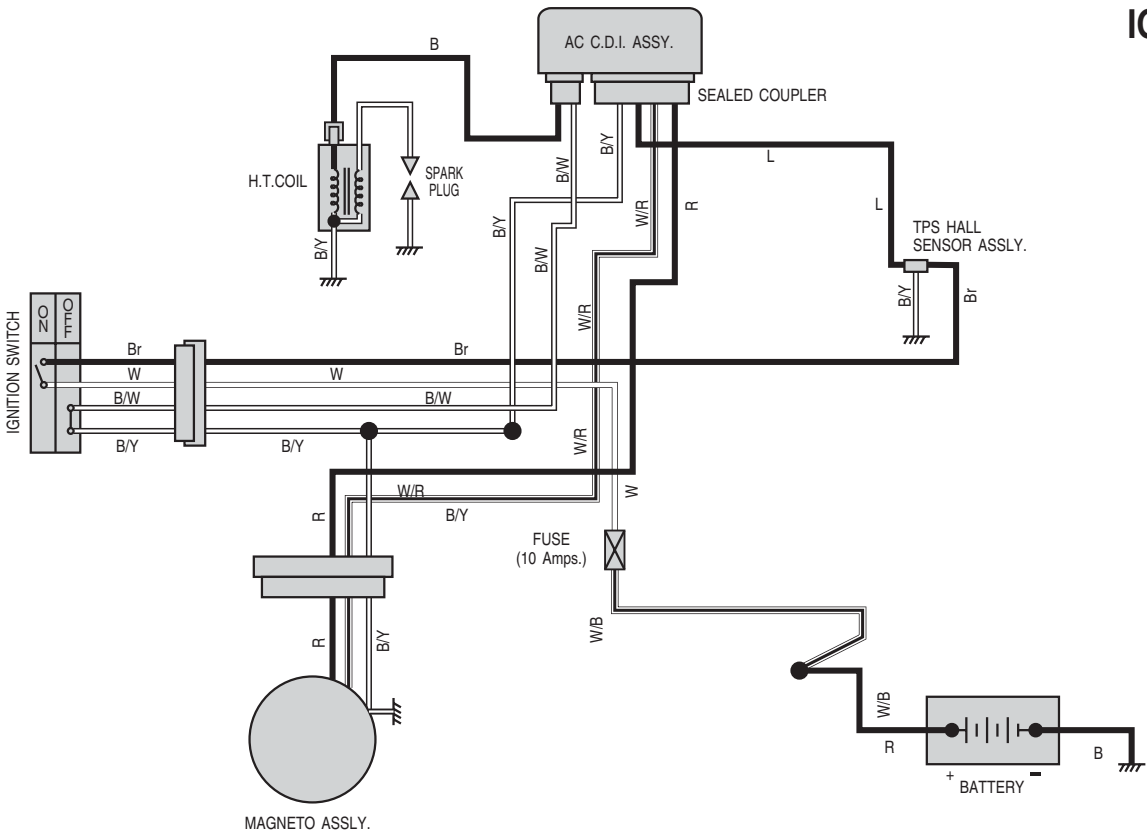 IG
B
AC C.D.I. ASSY.
SEALED COUPLER
H.T.COIL
SPARK
PLUG
B/Y
B/W
B/Y
W/R
R
L
L
B/Y
B/W
B/Y
TPS HALL
SENSOR ASSLY.
B/Y
Br
W/R
IGNITION SWITCH
ON
OFF
Br
Br
W
W
B/W
B/W
B/Y
B/Y
W/R
W/R
B/Y
W
R
FUSE
(10 Amps.)
R
B/Y
W/B
W/B
R
B
+
BATTERY
MAGNETO ASSLY.